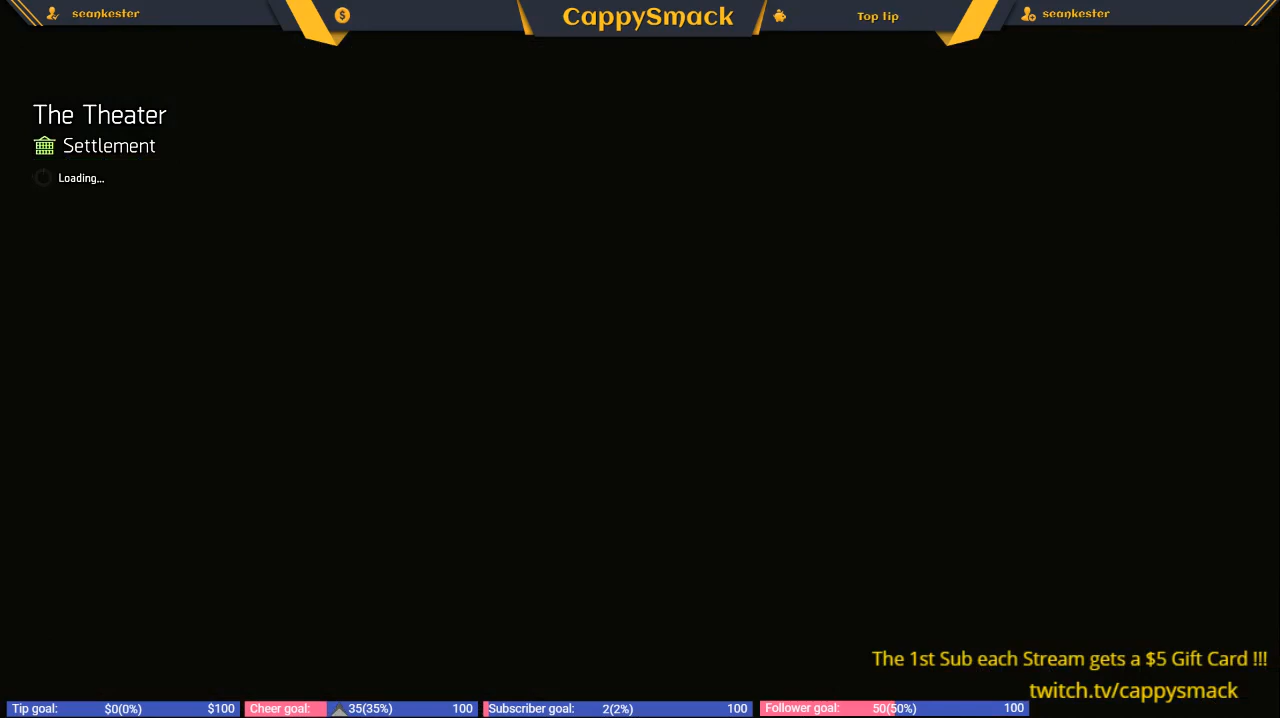 seankester
CappySmack
Top tip
seankester
The Theater
Settlement
Loading...
The 1st Sub each Stream gets a $5 Gift Card !!!
twitch.tv/cappysmack
Tip goal: $0(0%) $100
Cheer goal: 35(35%) 100
Subscriber goal: 2(2%) 100
Follower goal: 50(50%) 100